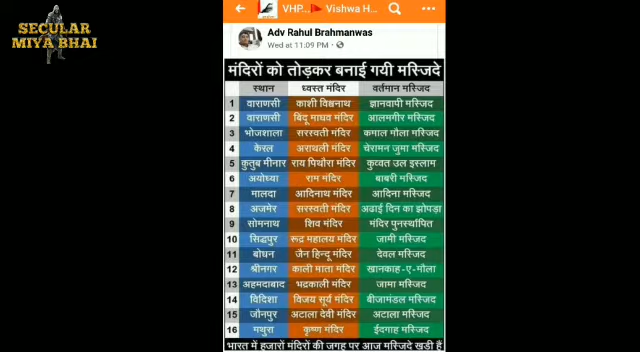 SECULAR
MIYA BHAI
VHP.. Vishwa H...
Adv Rahul Brahmanwas
Wed at 11:09 PM ·
मंदिरों को तोड़कर बनाई गयी मस्जिदे
स्थान ध्वस्त मंदिर वर्तमान मस्जिद
1 वाराणसी काशी विश्वनाथ ज्ञानवापी मस्जिद
2 वाराणसी बिंदू माधव मंदिर आलमगीर मस्जिद
3 भोजशाला सरस्वती मंदिर कमाल मौला मस्जिद
4 केरल अराथली मंदिर चेरामन जुमा मस्जिद
5 कुतुब मीनार राय पिथौरा मंदिर कुव्वत उल इस्लाम
6 अयोध्या राम मंदिर बाबरी मस्जिद
7 मालदा आदिनाथ मंदिर आदिना मस्जिद
8 अजमेर सरस्वती मंदिर अढाई दिन का झोपड़ा
9 सोमनाथ शिव मंदिर मंदिर पुनर्स्थापित
10 सिद्धपुर रूद्र महालय मंदिर जामी मस्जिद
11 बोधन जैन हिन्दू मंदिर देवल मस्जिद
12 श्रीनगर काली माता मंदिर खानकाह-ए-मौला
13 अहमदाबाद भद्रकाली मंदिर जामा मस्जिद
14 विदिशा विजय सूर्य मंदिर बीजामंडल मस्जिद
15 जौनपुर अटाला देवी मंदिर अटाला मस्जिद
16 मथुरा कृष्ण मंदिर ईदगाह मस्जिद
भारत में हजारों मंदिरों की जगह पर आज मस्जिदे खडी हैं